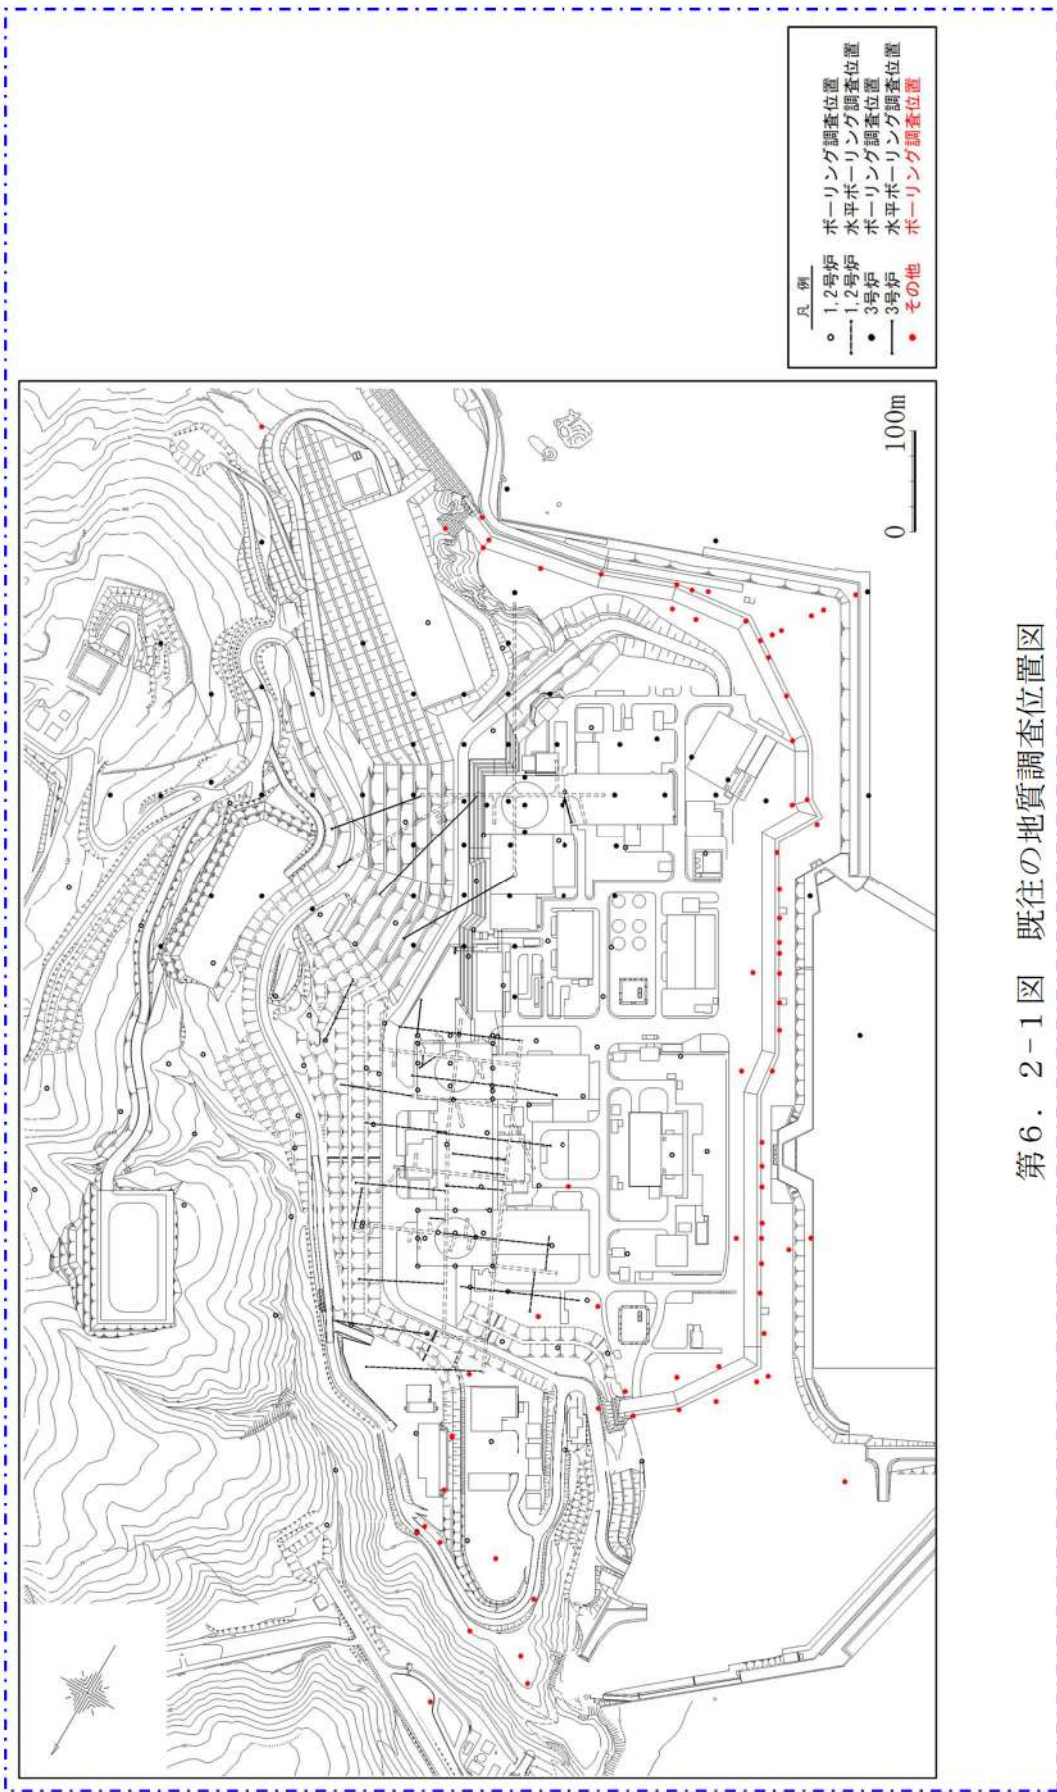 凡 例
○ 1,2号炉 ボーリング調査位置
1,2号炉 水平ボーリング調査位置
● 3号炉 ボーリング調査位置
3号炉 水平ボーリング調査位置
● その他 ボーリング調査位置
0 100m
第6.2-1図 既往の地質調査位置図